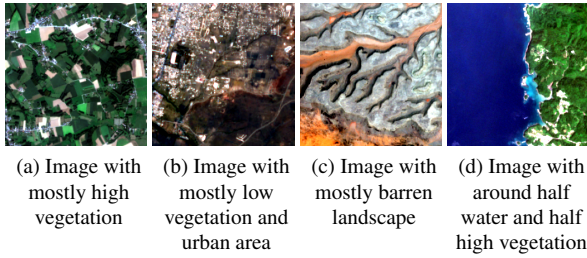 (a) Image with
mostly high
vegetation
(b) Image with
mostly low
vegetation and
urban area
(c) Image with
mostly barren
landscape
(d) Image with
around half
water and half
high vegetation